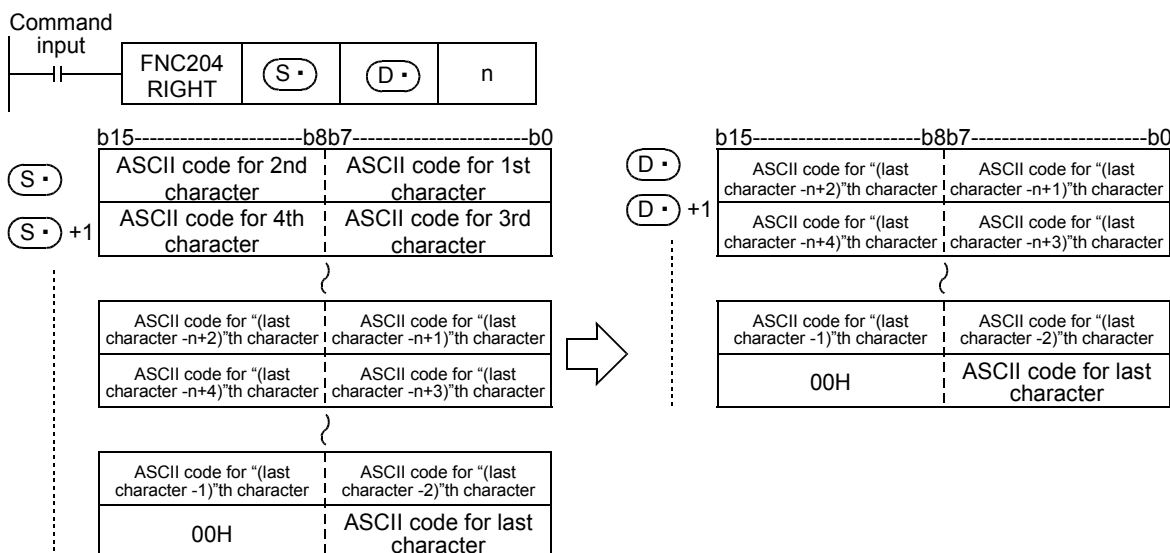 Command
input
FNC204
RIGHT
S·
D·
n
b15-----------------------b8b7------------------------b0
S·
ASCII code for 2nd
character
ASCII code for 1st
character
S· +1
ASCII code for 4th
character
ASCII code for 3rd
character
ASCII code for “(last
character -n+2)”th character
ASCII code for “(last
character -n+1)”th character
ASCII code for “(last
character -n+4)”th character
ASCII code for “(last
character -n+3)”th character
ASCII code for “(last
character -1)”th character
ASCII code for “(last
character -2)”th character
00H
ASCII code for last
character
b15-----------------------b8b7------------------------b0
D·
ASCII code for “(last
character -n+2)”th character
ASCII code for “(last
character -n+1)”th character
D· +1
ASCII code for “(last
character -n+4)”th character
ASCII code for “(last
character -n+3)”th character
ASCII code for “(last
character -1)”th character
ASCII code for “(last
character -2)”th character
00H
ASCII code for last
character